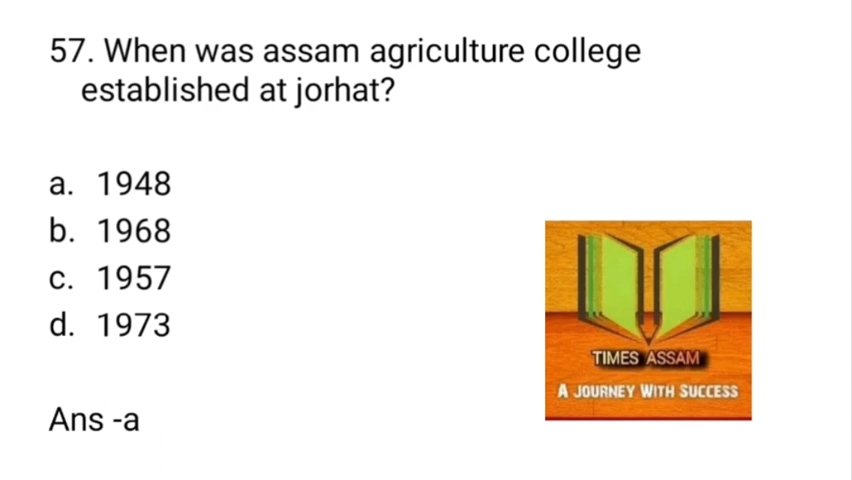 57. When was assam agriculture college
established at jorhat?
a. 1948
b. 1968
c. 1957
d. 1973
Ans -a
TIMES ASSAM
A JOURNEY WITH SUCCESS